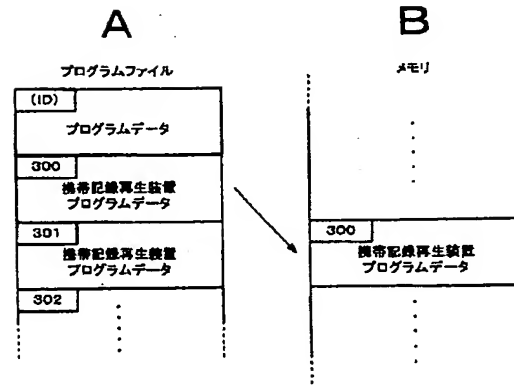 A
プログラムファイル
(ID)
プログラムデータ
300
携帯記録再生装置
プログラムデータ
301
携帯記録再生装置
プログラムデータ
302
B
メモリ
300
携帯記録再生装置
プログラムデータ